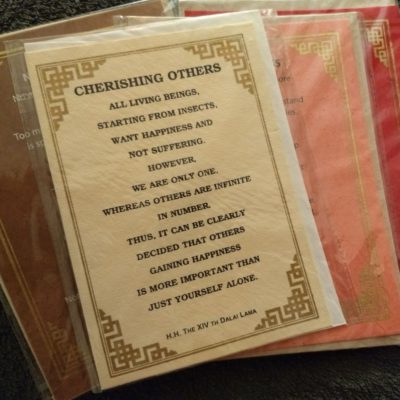 CHERISHING OTHERS
ALL LIVING BEINGS,
STARTING FROM INSECTS,
WANT HAPPINESS AND
NOT SUFFERING.
HOWEVER,
WE ARE ONLY ONE,
WHEREAS OTHERS ARE INFINITE
IN NUMBER.
THUS, IT CAN BE CLEARLY
DECIDED THAT OTHERS
GAINING HAPPINESS
IS MORE IMPORTANT THAN
JUST YOURSELF ALONE.
H.H. THE XIV TH DALAI LAMA
Too m
is s